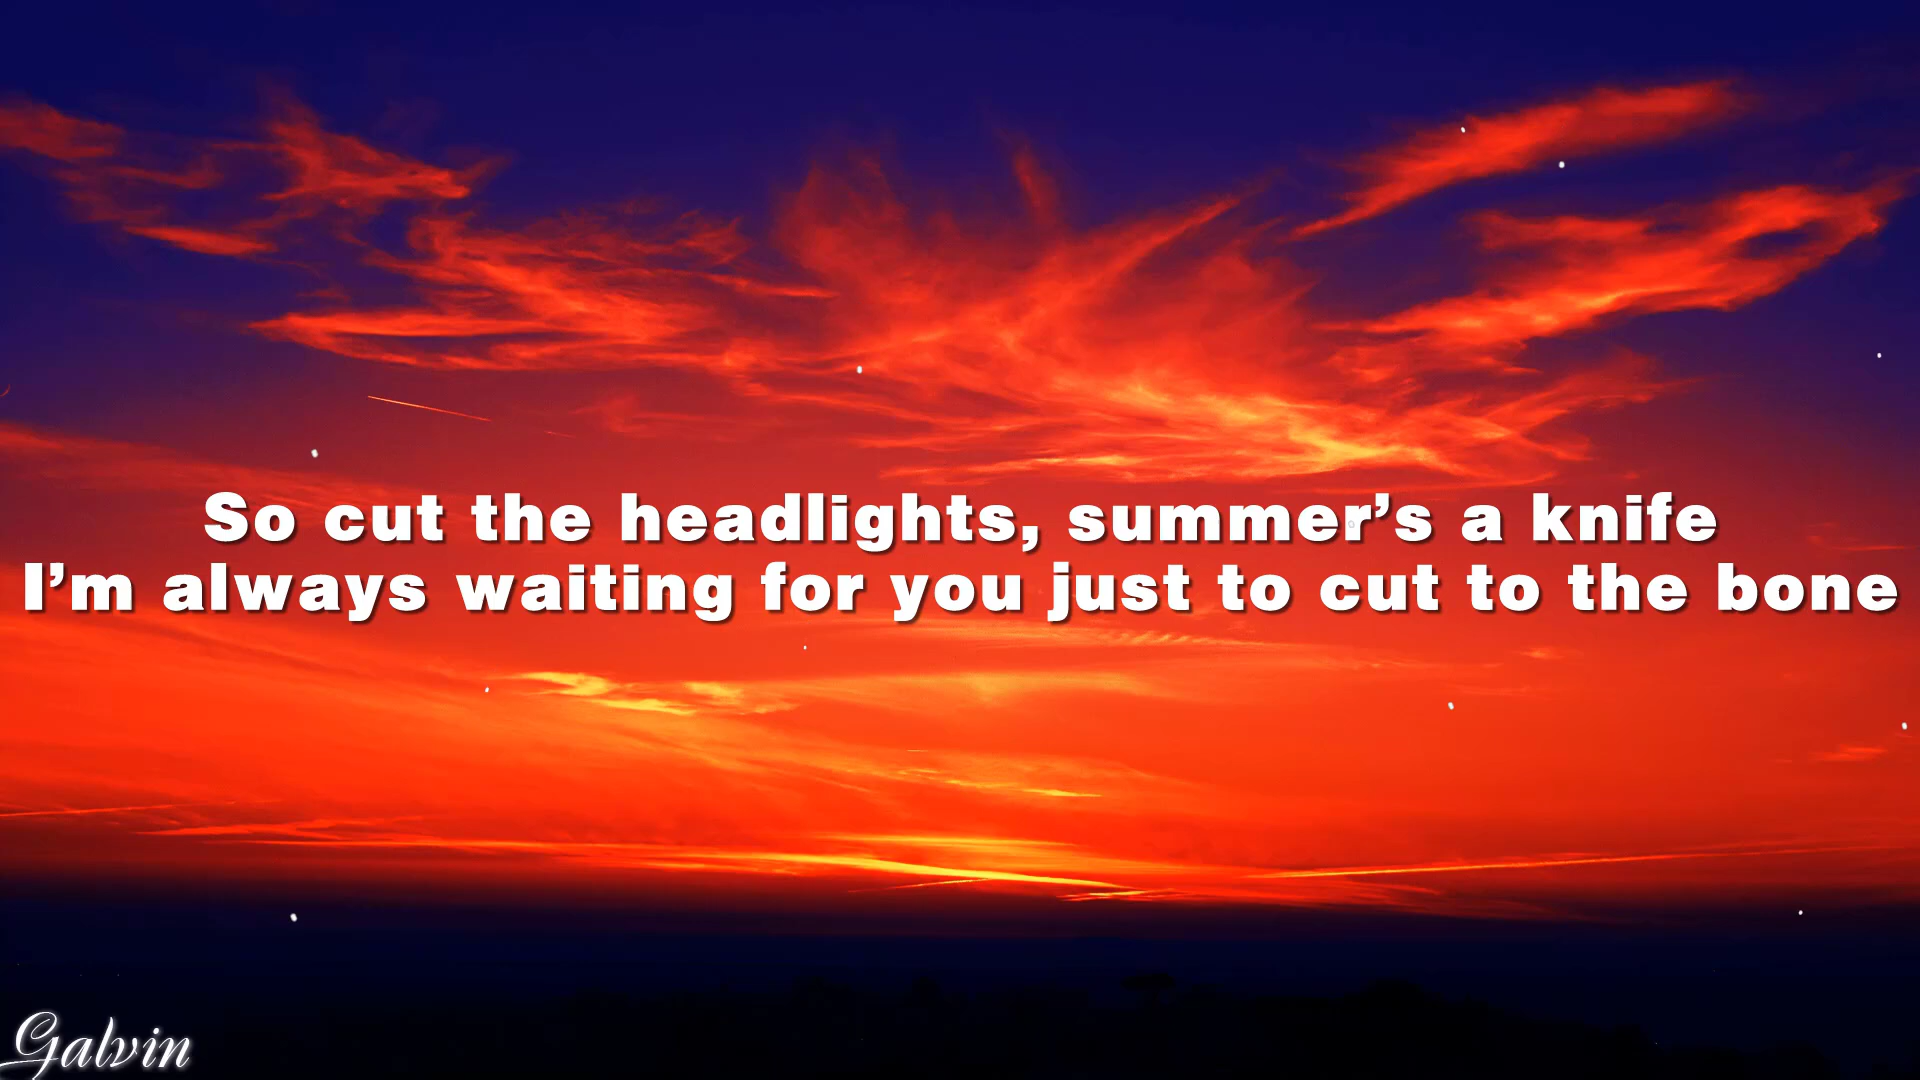 So cut the headlights, summer’s a knife
I’m always waiting for you just to cut to the bone
Galvin